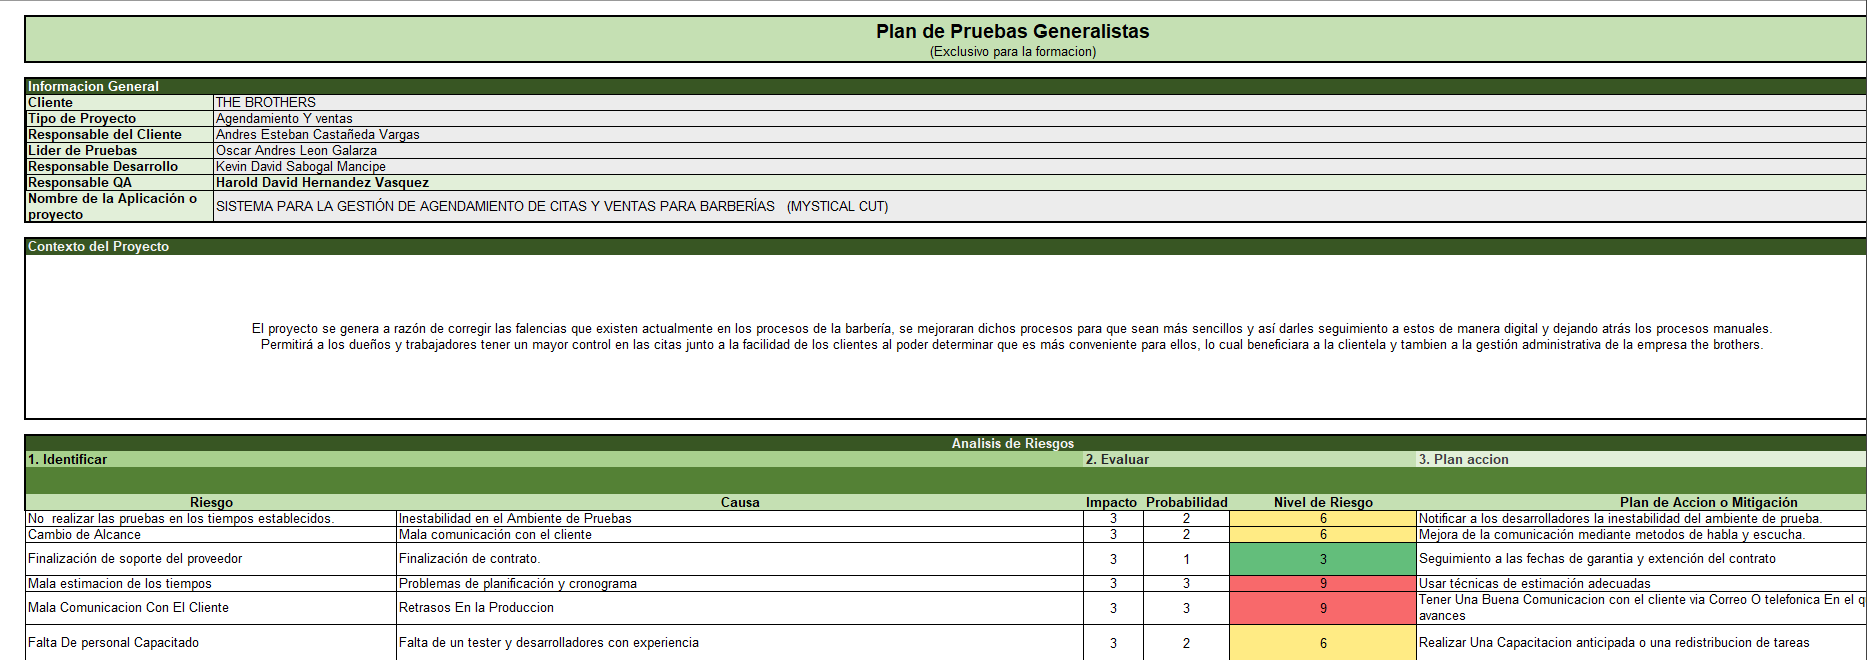 Plan de Pruebas Generalistas
(Exclusivo para la formacion)
Informacion General
Cliente THE BROTHERS
Tipo de Proyecto Agendamiento Y ventas
Responsable del Cliente Andres Esteban Castañeda Vargas
Lider de Pruebas Oscar Andres Leon Galarza
Responsable Desarrollo Kevin David Sabogal Mancipe
Responsable QA Harold David Hernandez Vasquez
Nombre de la Aplicación o
proyecto SISTEMA PARA LA GESTIÓN DE AGENDAMIENTO DE CITAS Y VENTAS PARA BARBERÍAS (MYSTICAL CUT)
Contexto del Proyecto
El proyecto se genera a razón de corregir las falencias que existen actualmente en los procesos de la barbería, se mejoraran dichos procesos para que sean más sencillos y así darles seguimiento a estos de manera digital y dejando atrás los procesos manuales.
Permitirá a los dueños y trabajadores tener un mayor control en las citas junto a la facilidad de los clientes al poder determinar que es más conveniente para ellos, lo cual beneficiara a la clientela y tambien a la gestión administrativa de la empresa the brothers.
Analisis de Riesgos
1. Identificar 2. Evaluar 3. Plan accion
Riesgo Causa Impacto Probabilidad Nivel de Riesgo Plan de Accion o Mitigación
No realizar las pruebas en los tiempos establecidos. Inestabilidad en el Ambiente de Pruebas 3 2 6 Notificar a los desarrolladores la inestabilidad del ambiente de prueba.
Cambio de Alcance Mala comunicación con el cliente 3 2 6 Mejora de la comunicación mediante metodos de habla y escucha.
Finalización de soporte del proveedor Finalización de contrato. 3 1 3 Seguimiento a las fechas de garantia y extención del contrato
Mala estimacion de los tiempos Problemas de planificación y cronograma 3 3 9 Usar técnicas de estimación adecuadas
Mala Comunicacion Con El Cliente Retrasos En la Produccion 3 3 9 Tener Una Buena Comunicacion con el cliente via Correo O telefonica En el
avances
Falta De personal Capacitado Falta de un tester y desarrolladores con experiencia 3 2 6 Realizar Una Capacitacion anticipada o una redistribucion de tareas